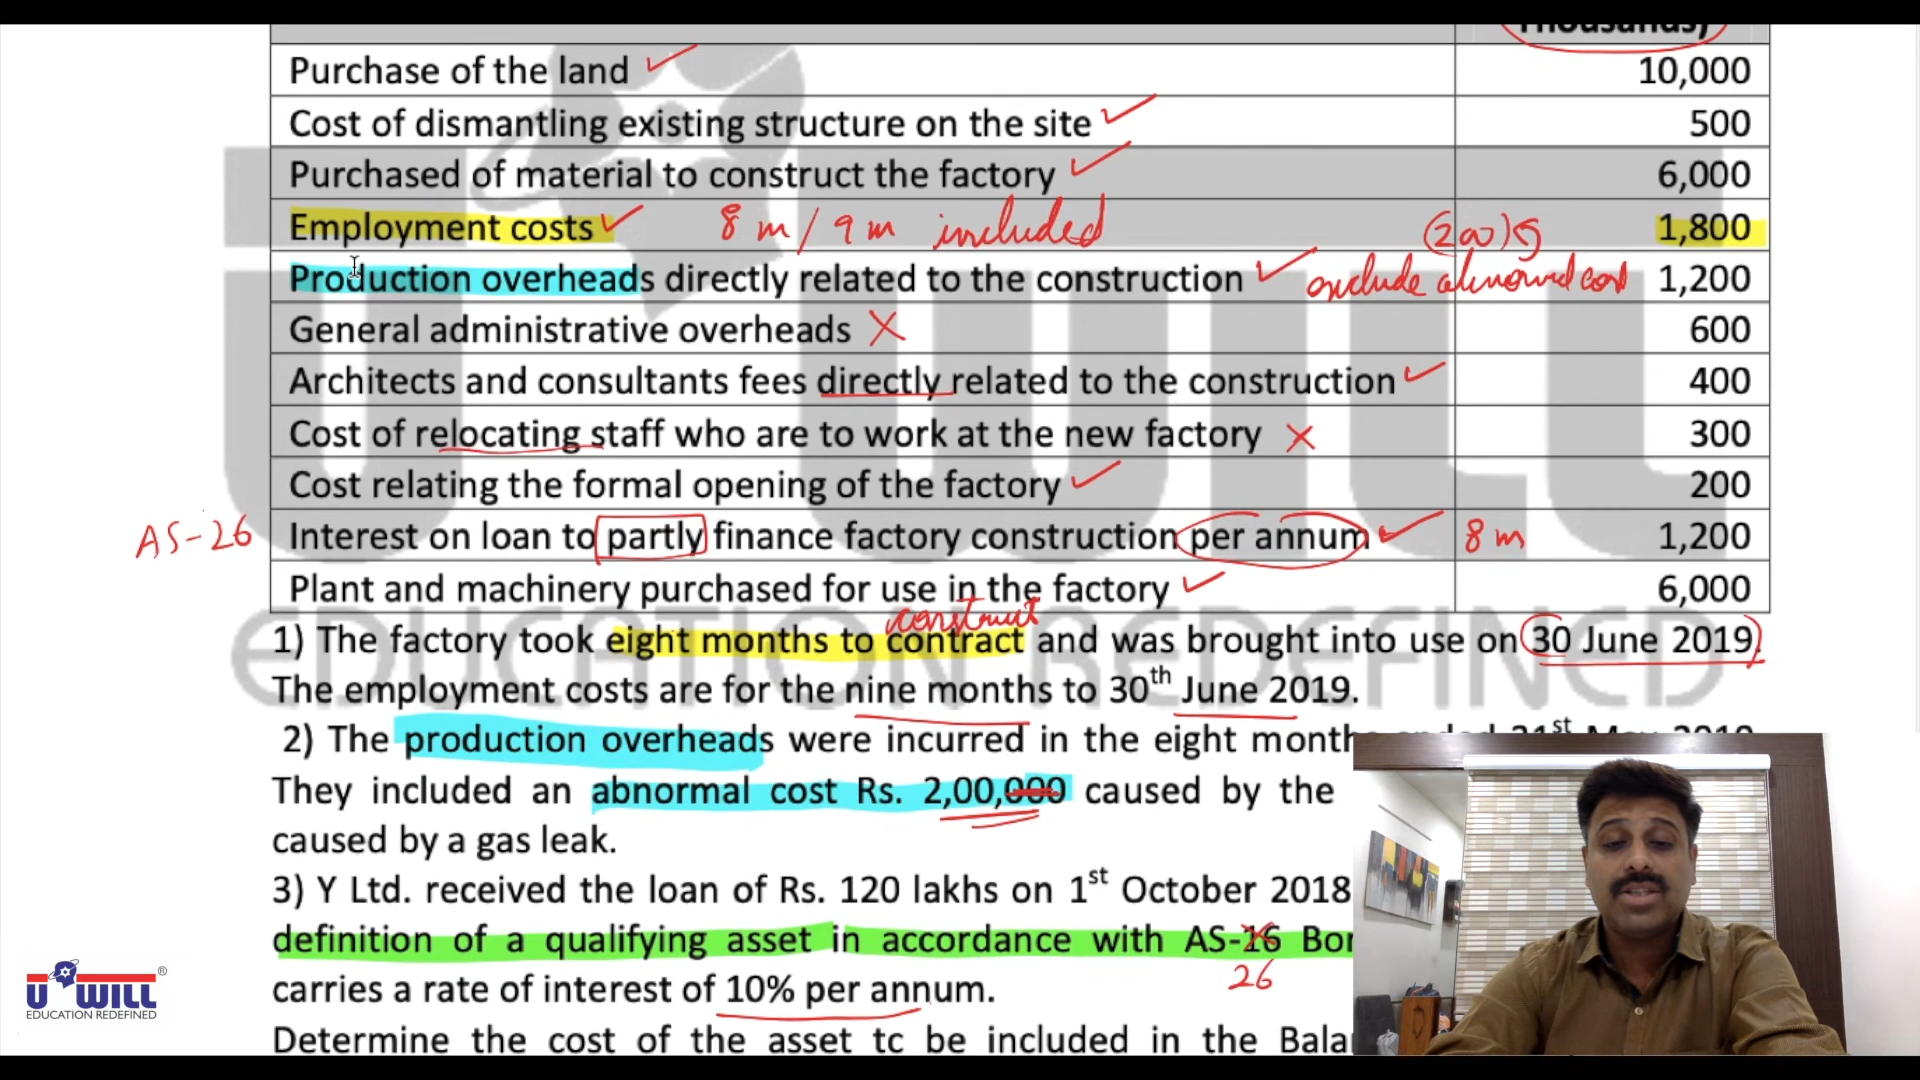 Thousands)
Purchase of the land 10,000
Cost of dismantling existing structure on the site 500
Purchased of material to construct the factory 6,000
Employment costs 8 m / 9 m included (200) 1,800
Production overheads directly related to the construction exclude abnormal cost 1,200
General administrative overheads X 600
Architects and consultants fees directly related to the construction 400
Cost of relocating staff who are to work at the new factory X 300
Cost relating the formal opening of the factory 200
AS-26 Interest on loan to partly finance factory construction per annum 8 m 1,200
Plant and machinery purchased for use in the factory 6,000
construct
1) The factory took eight months to contract and was brought into use on 30 June 2019.
The employment costs are for the nine months to 30th June 2019.
2) The production overheads were incurred in the eight months ended 31st May 2019.
They included an abnormal cost Rs. 2,00,000 caused by the
caused by a gas leak.
3) Y Ltd. received the loan of Rs. 120 lakhs on 1st October 2018
definition of a qualifying asset in accordance with AS-16 Bor
26
carries a rate of interest of 10% per annum.
Determine the cost of the asset tc be included in the Bala
U WILL
EDUCATION REDEFINED
U WILL ®
EDUCATION REDEFINED